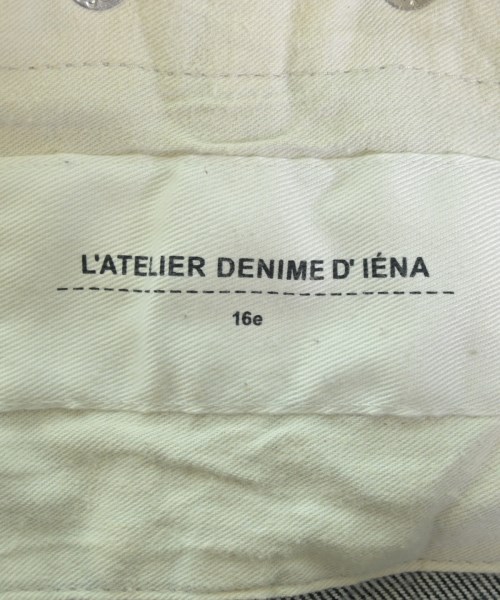 L'ATELIER DENIME D' IÉNA
16e